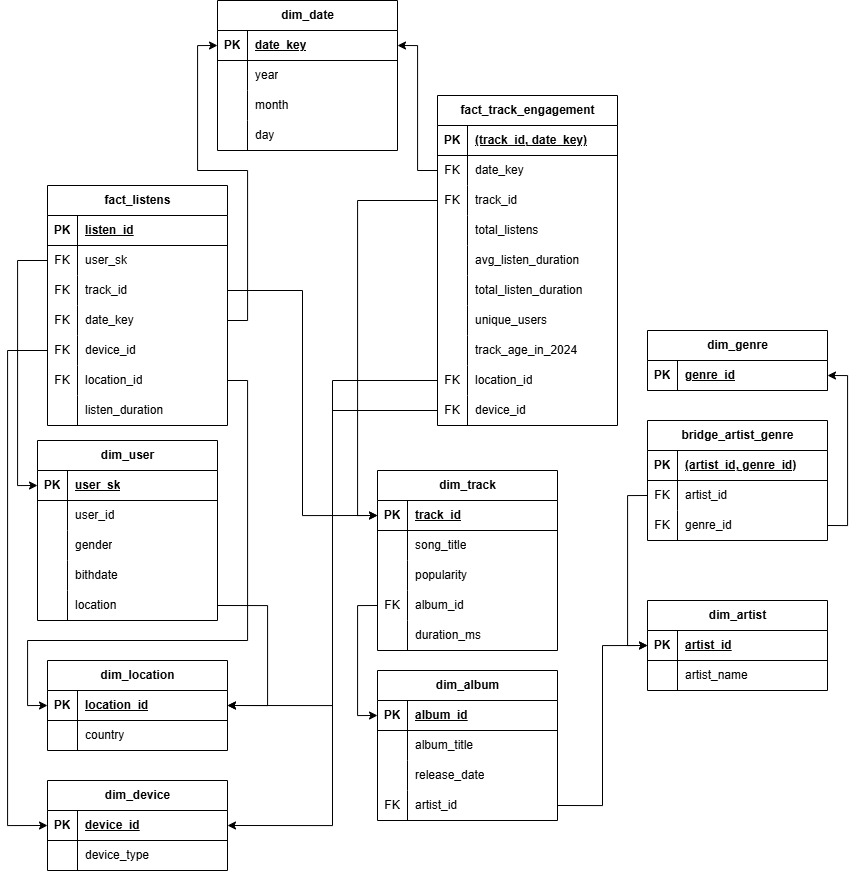 dim_date
PK date_key
year
month
day
fact_track_engagement
PK (track_id, date_key)
FK date_key
FK track_id
total_listens
avg_listen_duration
total_listen_duration
unique_users
track_age_in_2024
FK location_id
FK device_id
fact_listens
PK listen_id
FK user_sk
FK track_id
FK date_key
FK device_id
FK location_id
listen_duration
dim_genre
PK genre_id
bridge_artist_genre
PK (artist_id, genre_id)
FK artist_id
FK genre_id
dim_user
PK user_sk
user_id
gender
bithdate
location
dim_track
PK track_id
song_title
popularity
FK album_id
duration_ms
dim_artist
PK artist_id
artist_name
dim_location
PK location_id
country
dim_album
PK album_id
album_title
release_date
FK artist_id
dim_device
PK device_id
device_type